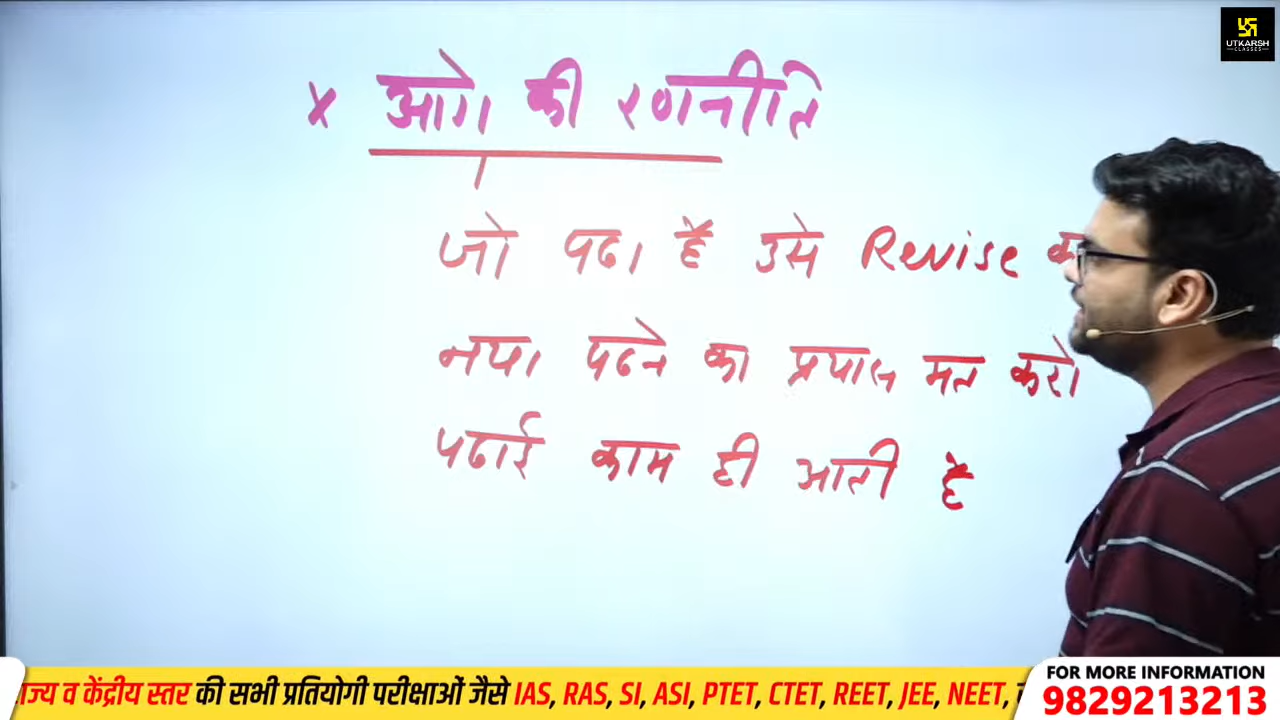 UTKARSH
CLASSES
x आगे की रणनीति
जो पढा है उसे Revise
नया पढने का प्रयास मत करो
पढाई काम ही आती है
राज्य व केंद्रीय स्तर की सभी प्रतियोगी परीक्षाओं जैसे IAS, RAS, SI, ASI, PTET, CTET, REET, JEE, NEET,
FOR MORE INFORMATION
9829213213